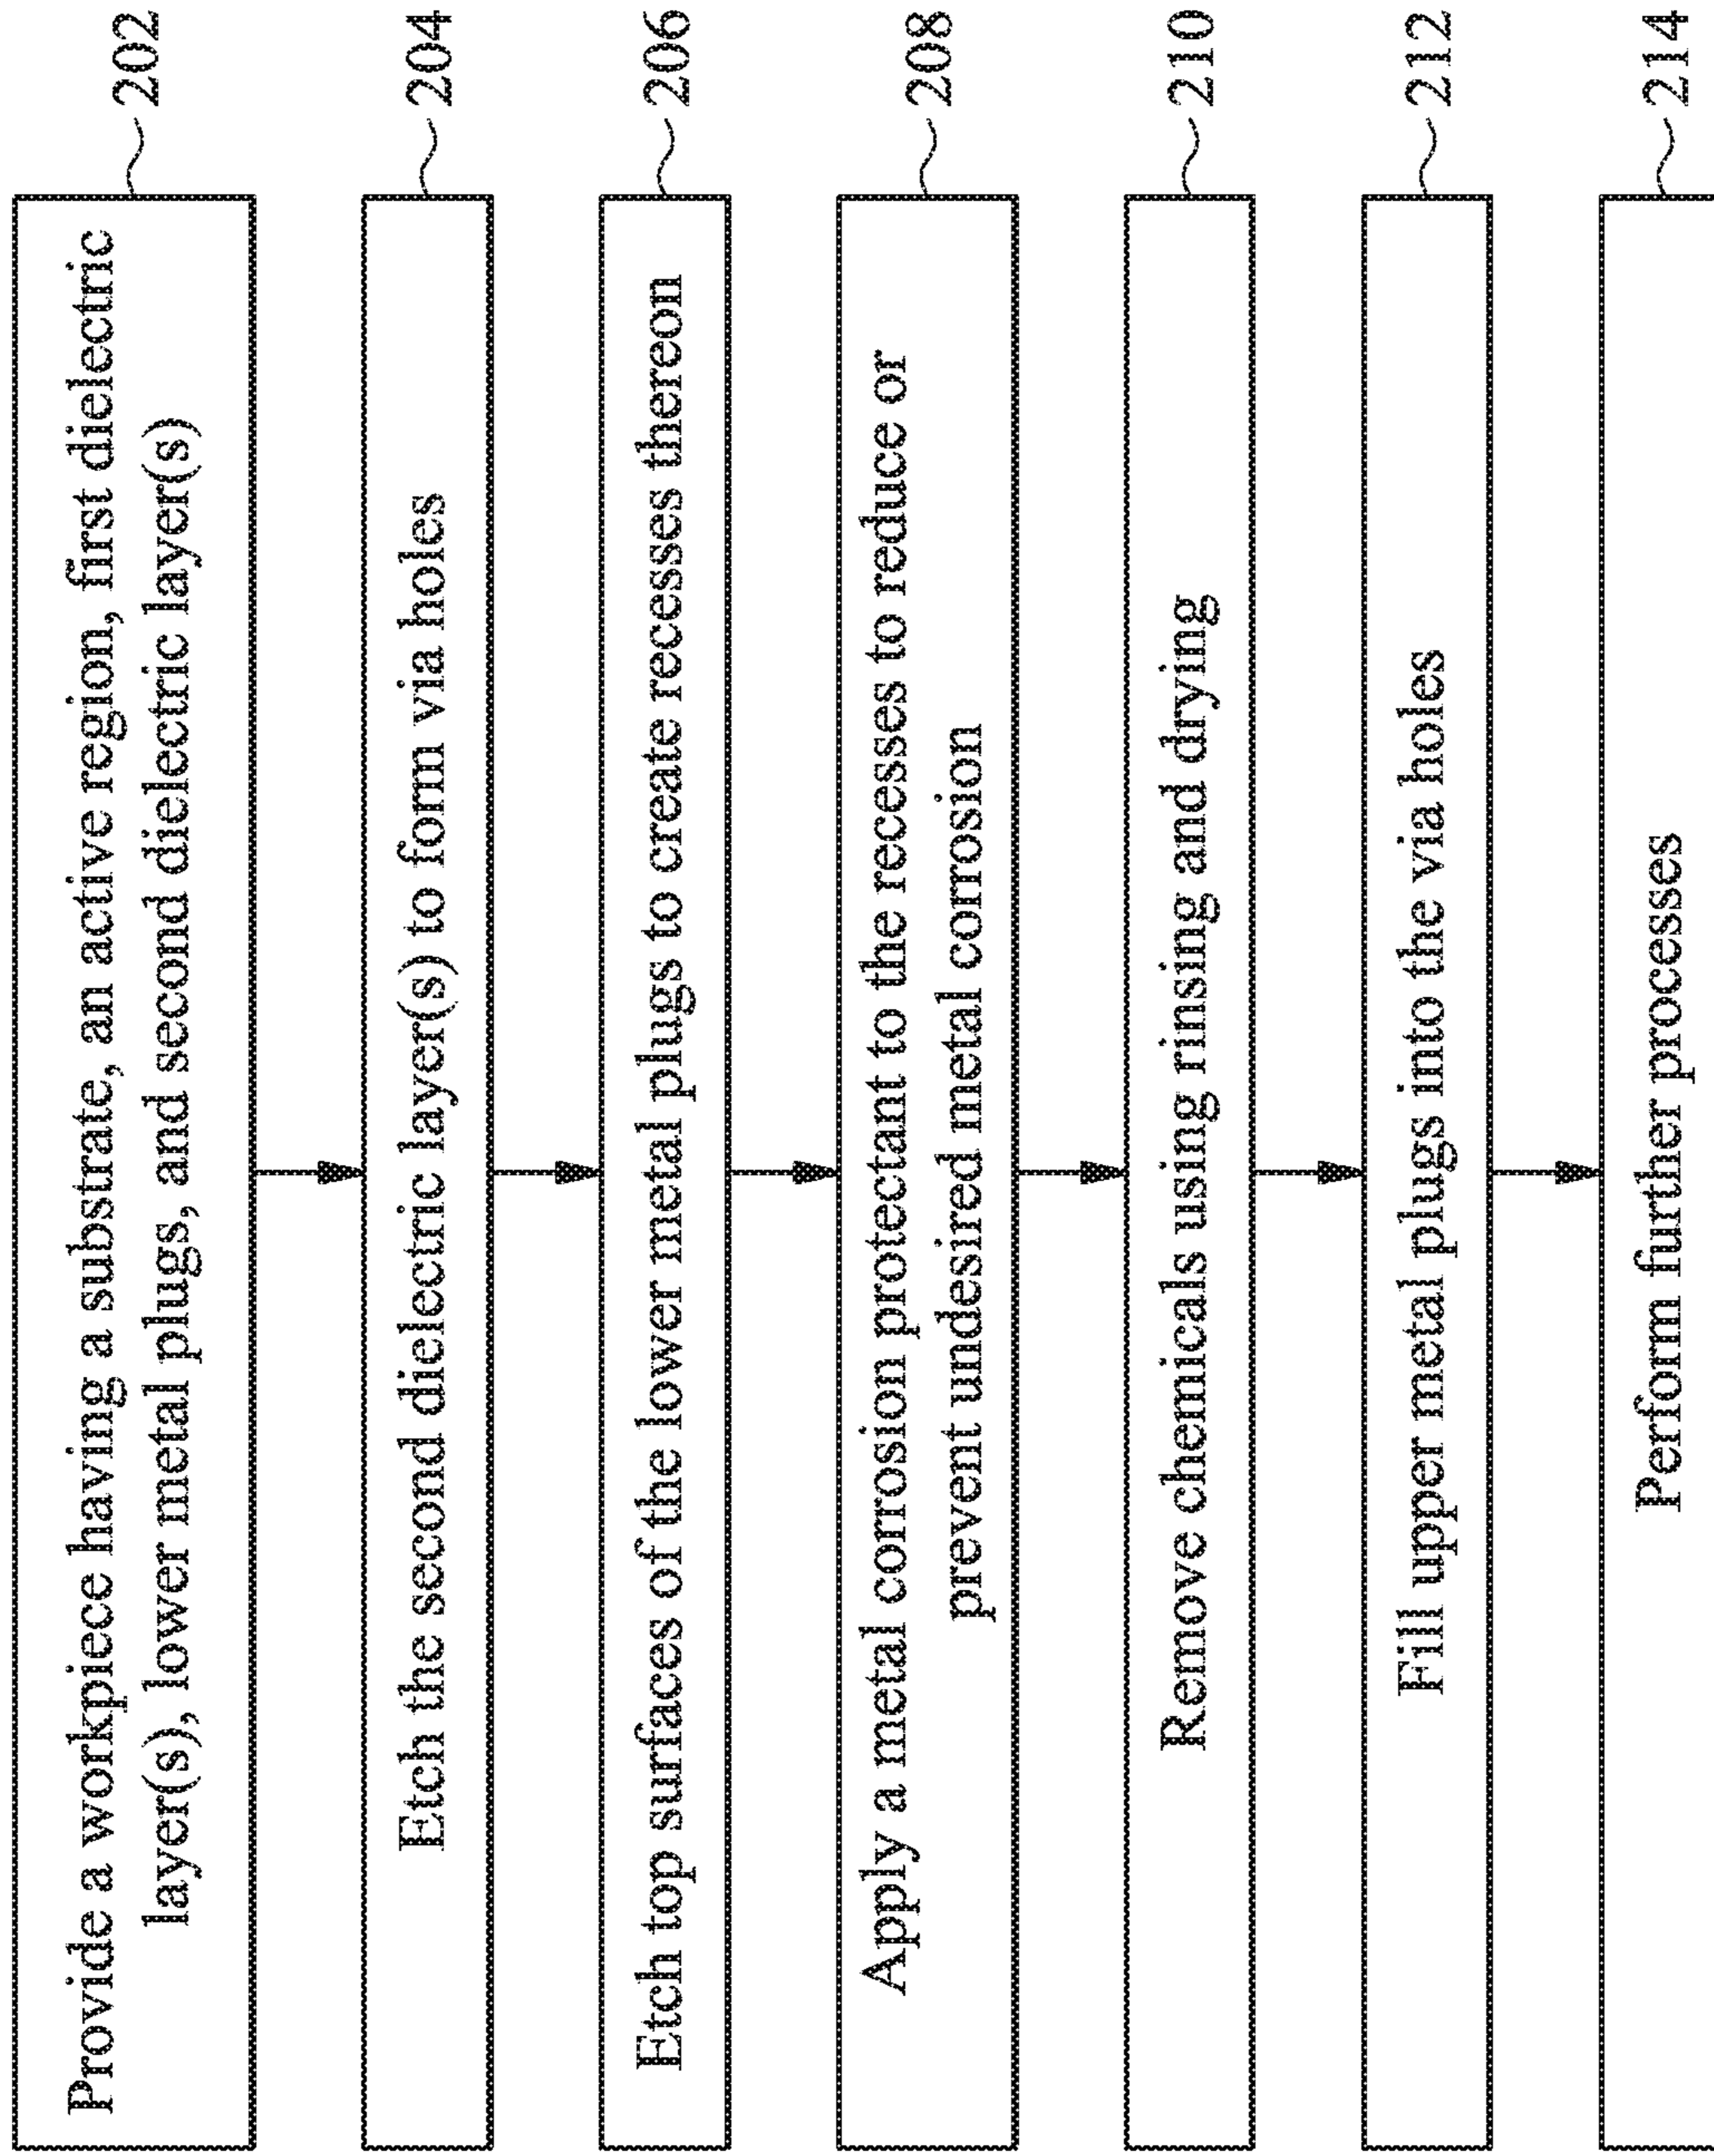 Provide a workpiece having a substrate, an active region, first dielectric
layer(s), lower metal plugs, and second dielectric layer(s)
202
Etch the second dielectric layer(s) to form via holes
204
Etch top surfaces of the lower metal plugs to create recesses thereon
206
Apply a metal corrosion protectant to the recesses to reduce or
prevent undesired metal corrosion
208
Remove chemicals using rinsing and drying
210
Fill upper metal plugs into the via holes
212
Perform further processes
214